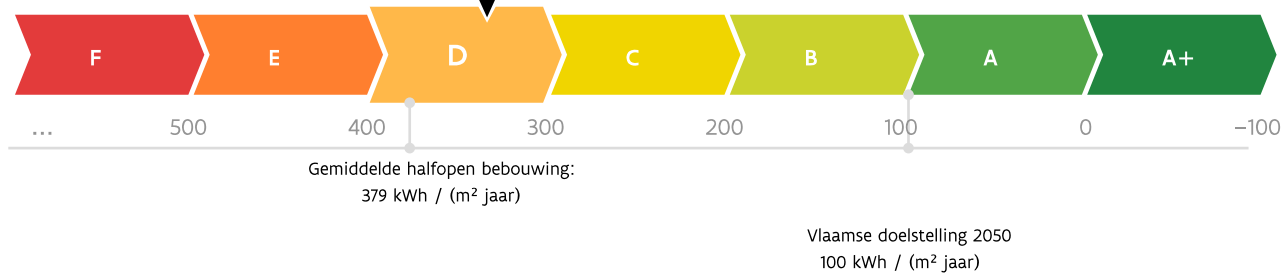 F E D C B A A+
... 500 400 300 200 100 0 −100
Gemiddelde halfopen bebouwing:
379 kWh / (m² jaar)
Vlaamse doelstelling 2050
100 kWh / (m² jaar)